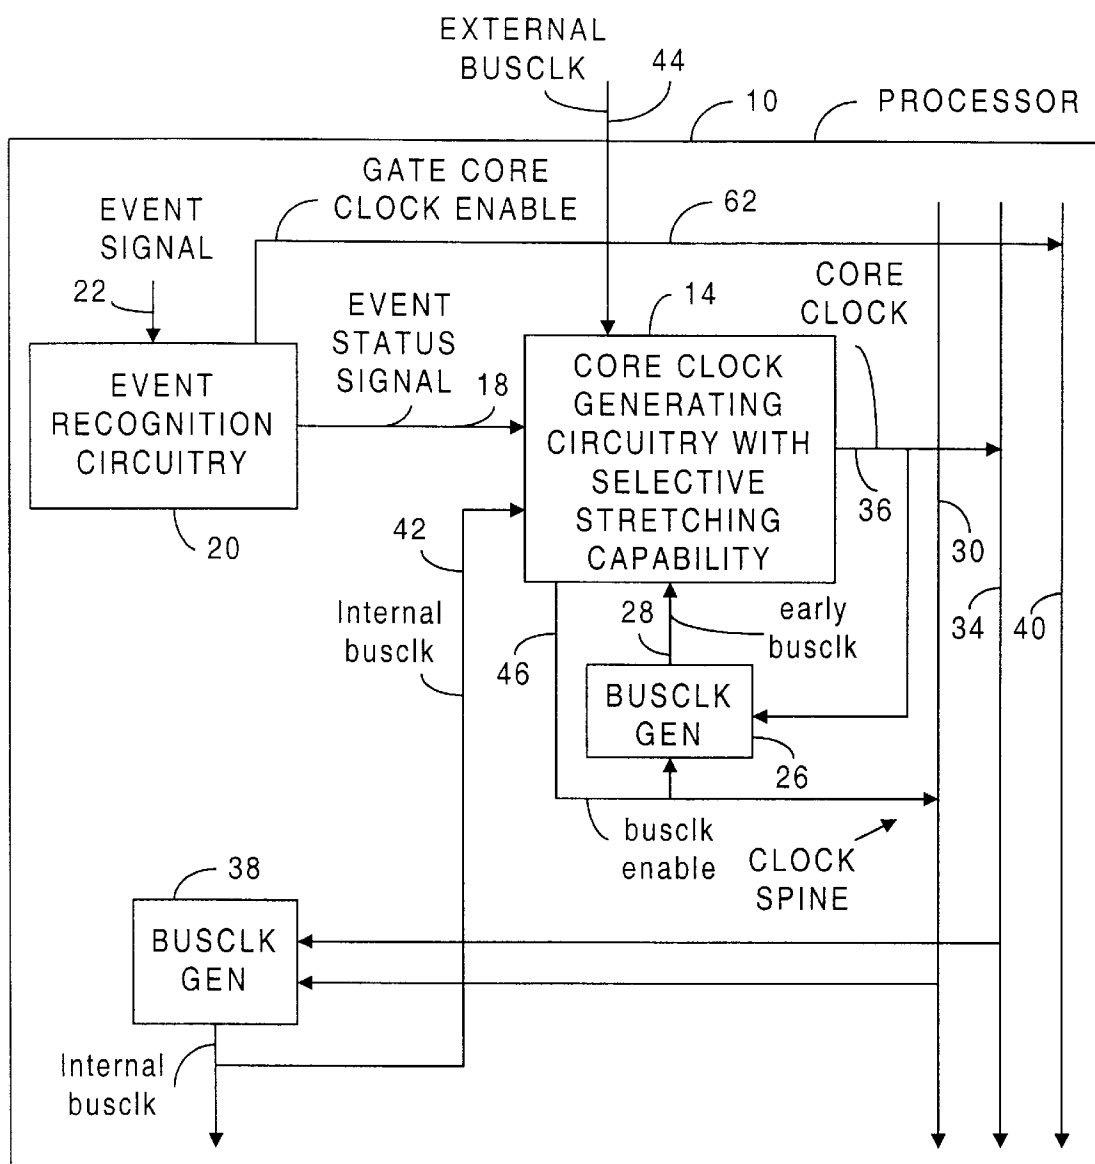 EXTERNAL
BUSCLK
44
10
PROCESSOR
GATE CORE
CLOCK ENABLE
62
EVENT
SIGNAL
22
EVENT
STATUS
SIGNAL
18
14
CORE
CLOCK
EVENT
RECOGNITION
CIRCUITRY
20
CORE CLOCK
GENERATING
CIRCUITRY WITH
SELECTIVE
STRETCHING
CAPABILITY
36
30
34
40
42
Internal
busclk
46
28
early
busclk
BUSCLK
GEN
26
busclk
enable
CLOCK
SPINE
38
BUSCLK
GEN
Internal
busclk